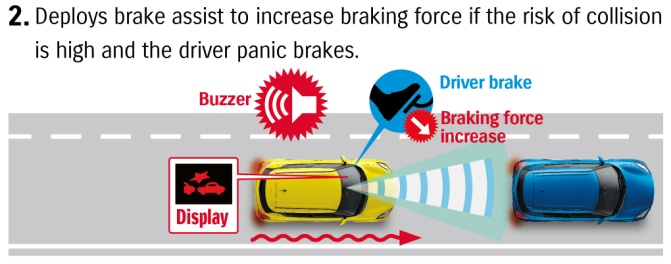 2. Deploys brake assist to increase braking force if the risk of collision
is high and the driver panic brakes.
Driver brake
Buzzer
Braking force
increase
Display